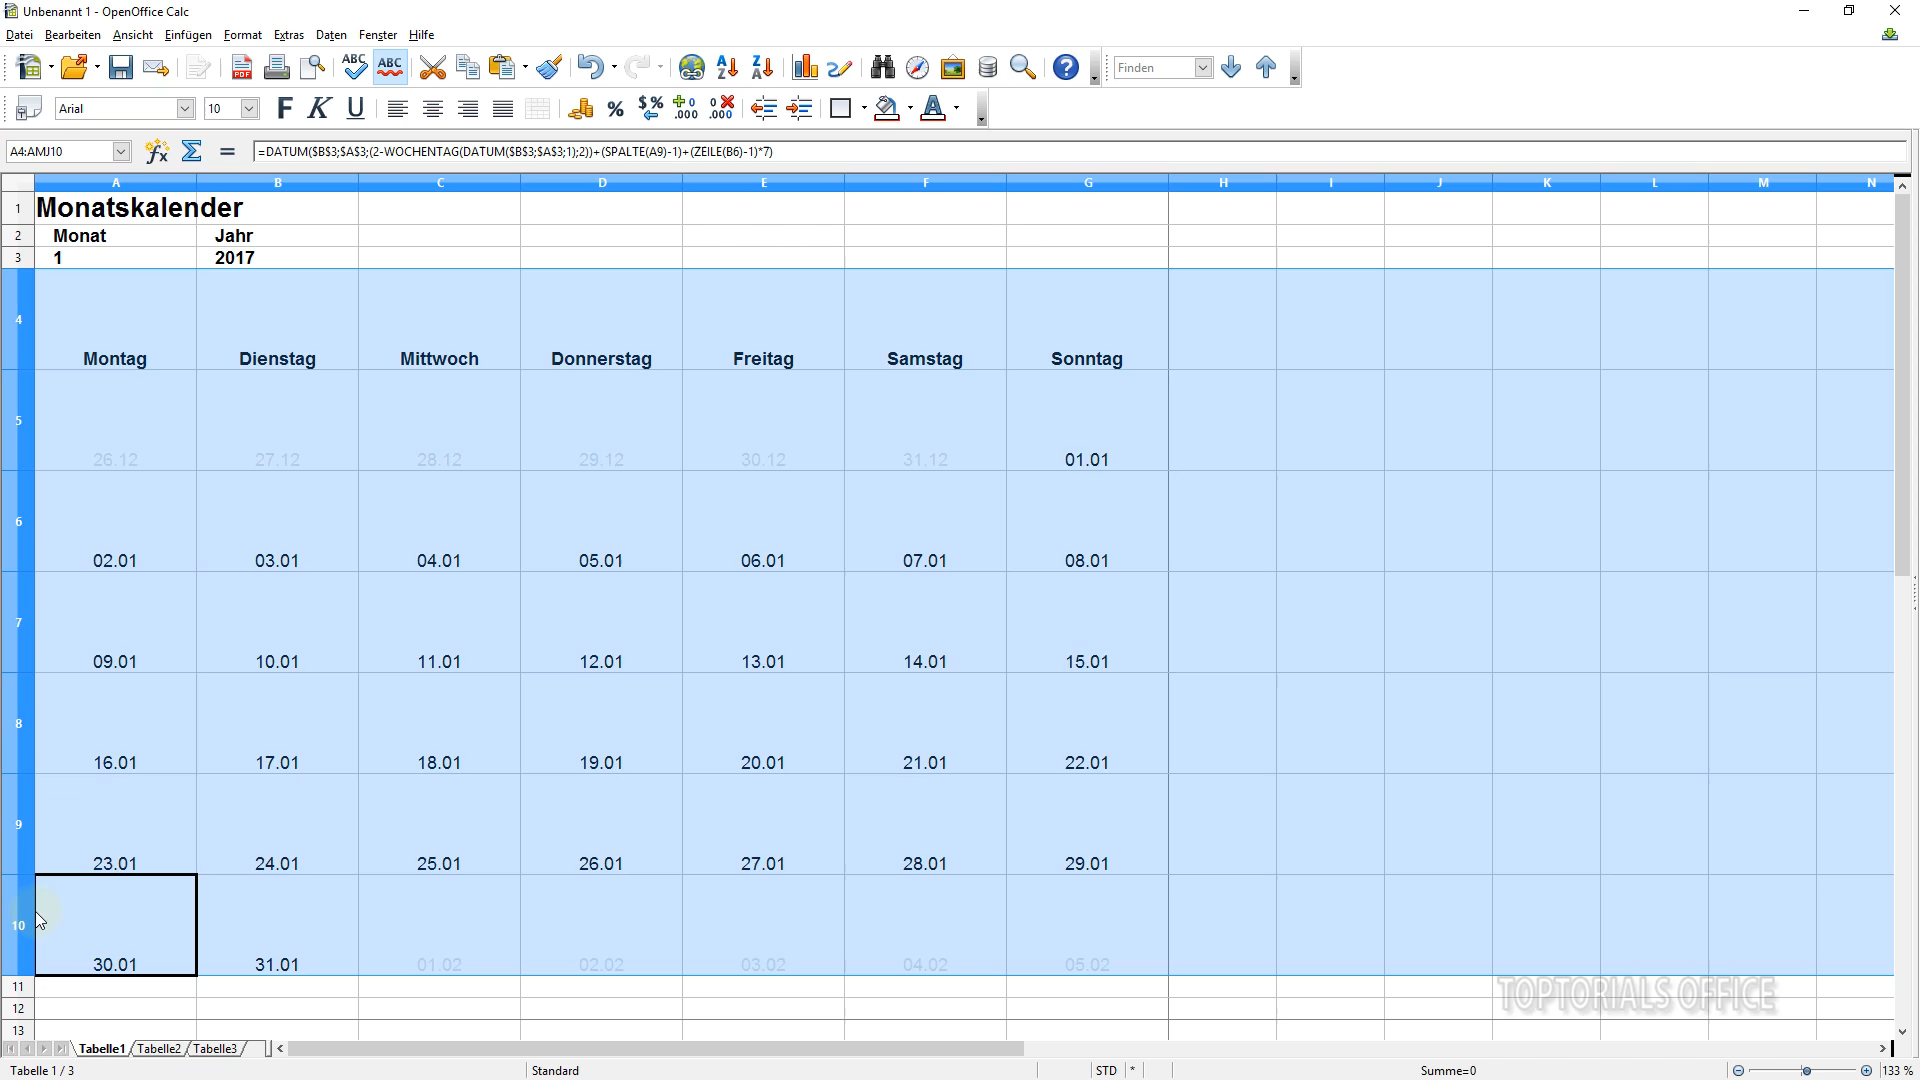 Unbenannt 1 - OpenOffice Calc
Datei Bearbeiten Ansicht Einfügen Format Extras Daten Fenster Hilfe
Finden
Arial 10 F K U
A4:AMJ10 =DATUM($B$3;$A$3;(2-WOCHENTAG(DATUM($B$3;$A$3;1);2))+(SPALTE(A9)-1)+(ZEILE(B6)-1)*7)
A B C D E F G H I J K L M N
1 Monatskalender
2 Monat Jahr
3 1 2017
4 Montag Dienstag Mittwoch Donnerstag Freitag Samstag Sonntag
5 26.12 27.12 28.12 29.12 30.12 31.12 01.01
6 02.01 03.01 04.01 05.01 06.01 07.01 08.01
7 09.01 10.01 11.01 12.01 13.01 14.01 15.01
8 16.01 17.01 18.01 19.01 20.01 21.01 22.01
9 23.01 24.01 25.01 26.01 27.01 28.01 29.01
10 30.01 31.01 01.02 02.02 03.02 04.02 05.02
11
12
13
TOPTORIALS OFFICE
Tabelle1 Tabelle2 Tabelle3
Tabelle 1 / 3 Standard STD * Summe=0 133 %